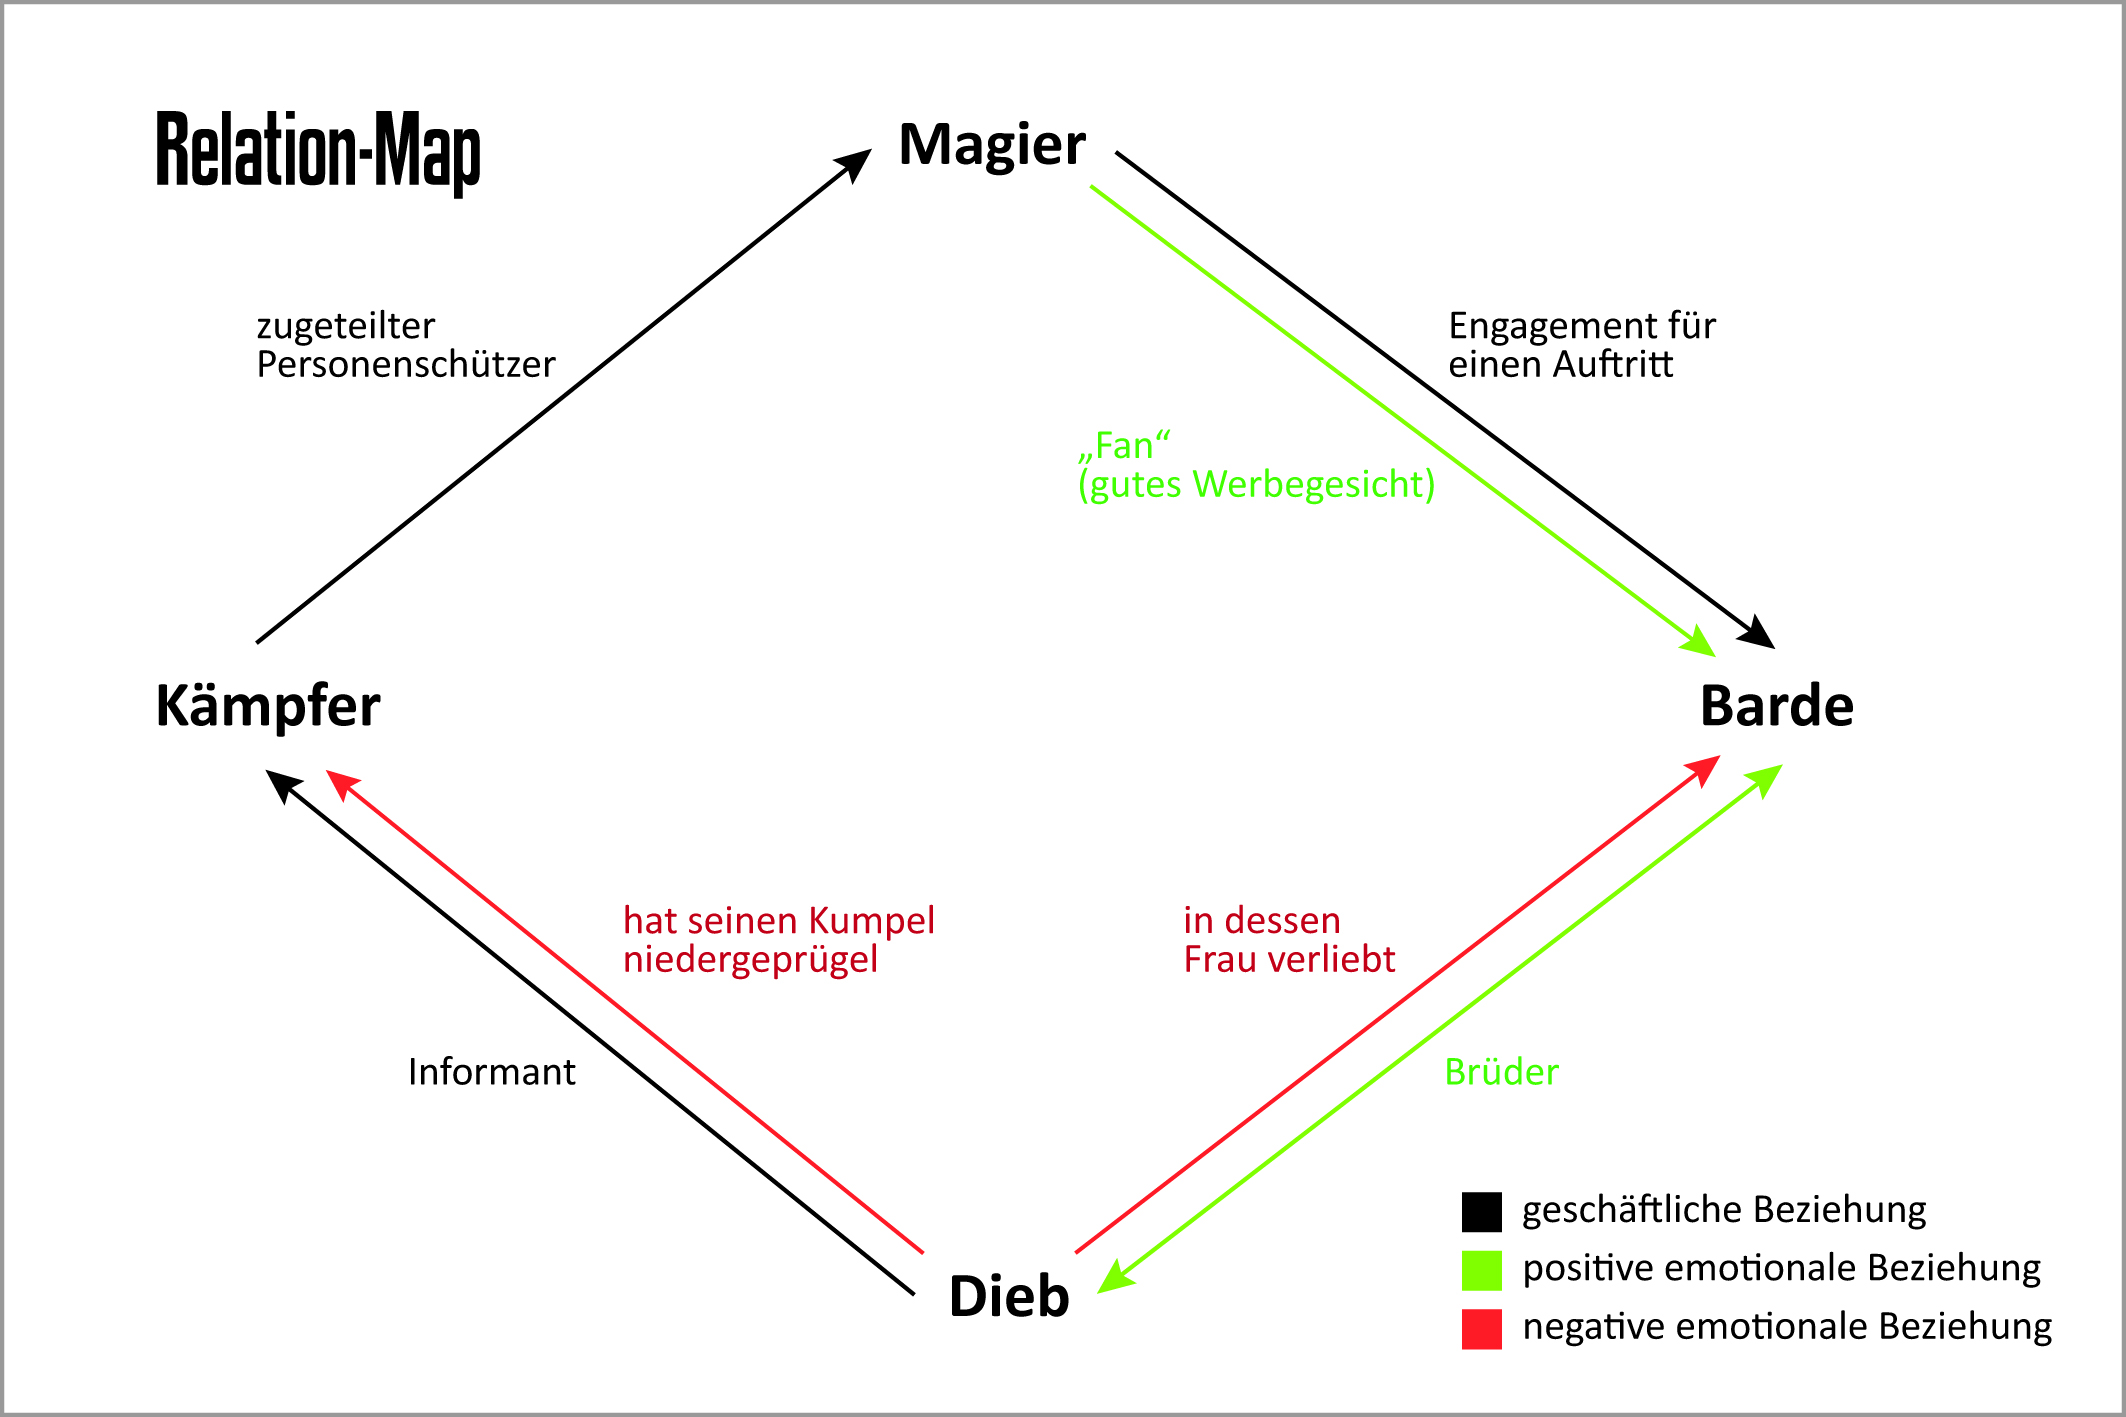 Relation-Map
Magier
zugeteilter
Personenschützer
Engagement für
einen Auftritt
„Fan“
(gutes Werbegesicht)
Kämpfer
Barde
hat seinen Kumpel
niedergeprügel
in dessen
Frau verliebt
Informant
Brüder
Dieb
geschäftliche Beziehung
positive emotionale Beziehung
negative emotionale Beziehung